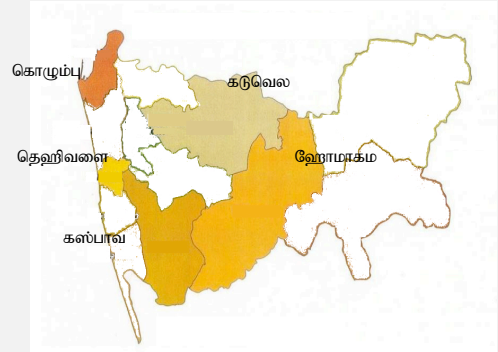 கொழும்பு
கடுவெல
தெஹிவளை
ஹோமாகம
கஸ்பாவ